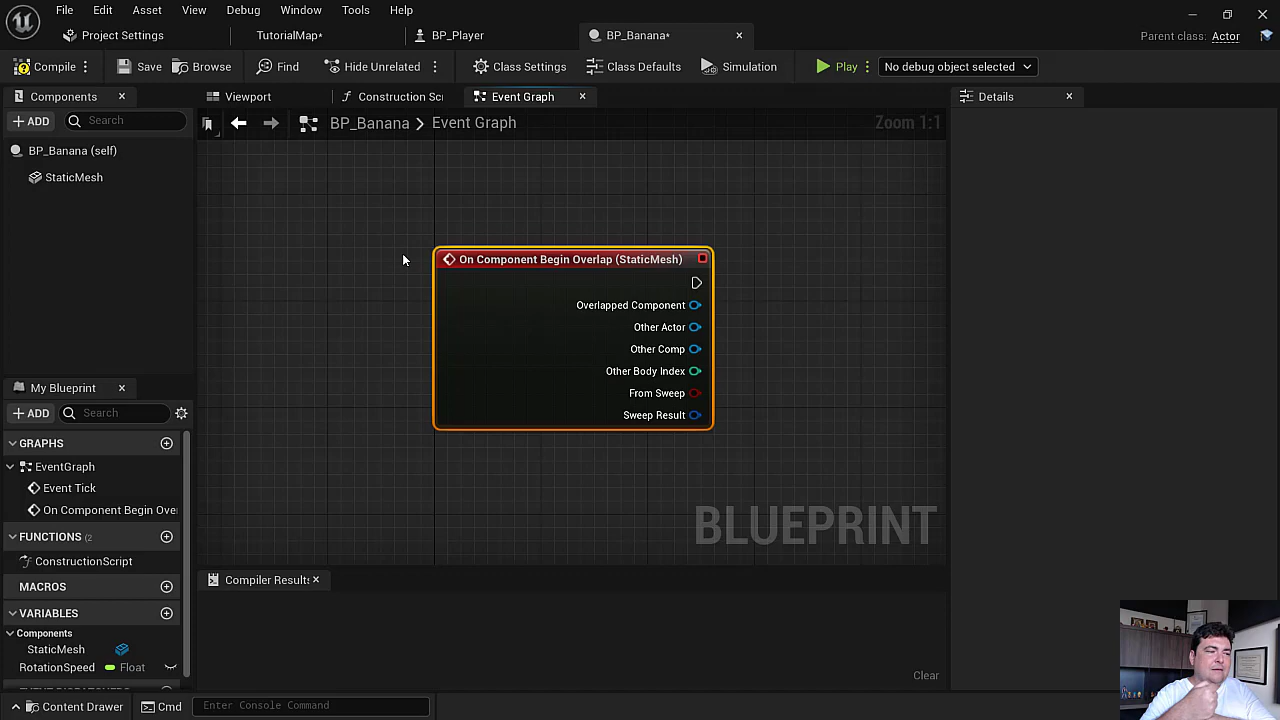 File Edit Asset View Debug Window Tools Help
Project Settings TutorialMap* BP_Player BP_Banana* Parent class: Actor
Compile Save Browse Find Hide Unrelated Class Settings Class Defaults Simulation Play No debug object selected
Components Viewport Construction Sc Event Graph Details
ADD Search BP_Banana > Event Graph Zoom 1:1
BP_Banana (self)
StaticMesh
On Component Begin Overlap (StaticMesh)
Overlapped Component
Other Actor
Other Comp
Other Body Index
From Sweep
Sweep Result
My Blueprint
ADD Search
GRAPHS
EventGraph
Event Tick
On Component Begin Ove
FUNCTIONS (2
ConstructionScript
MACROS
VARIABLES
Components
StaticMesh
RotationSpeed Float
BLUEPRINT
Compiler Results
Clear
Content Drawer Cmd Enter Console Command